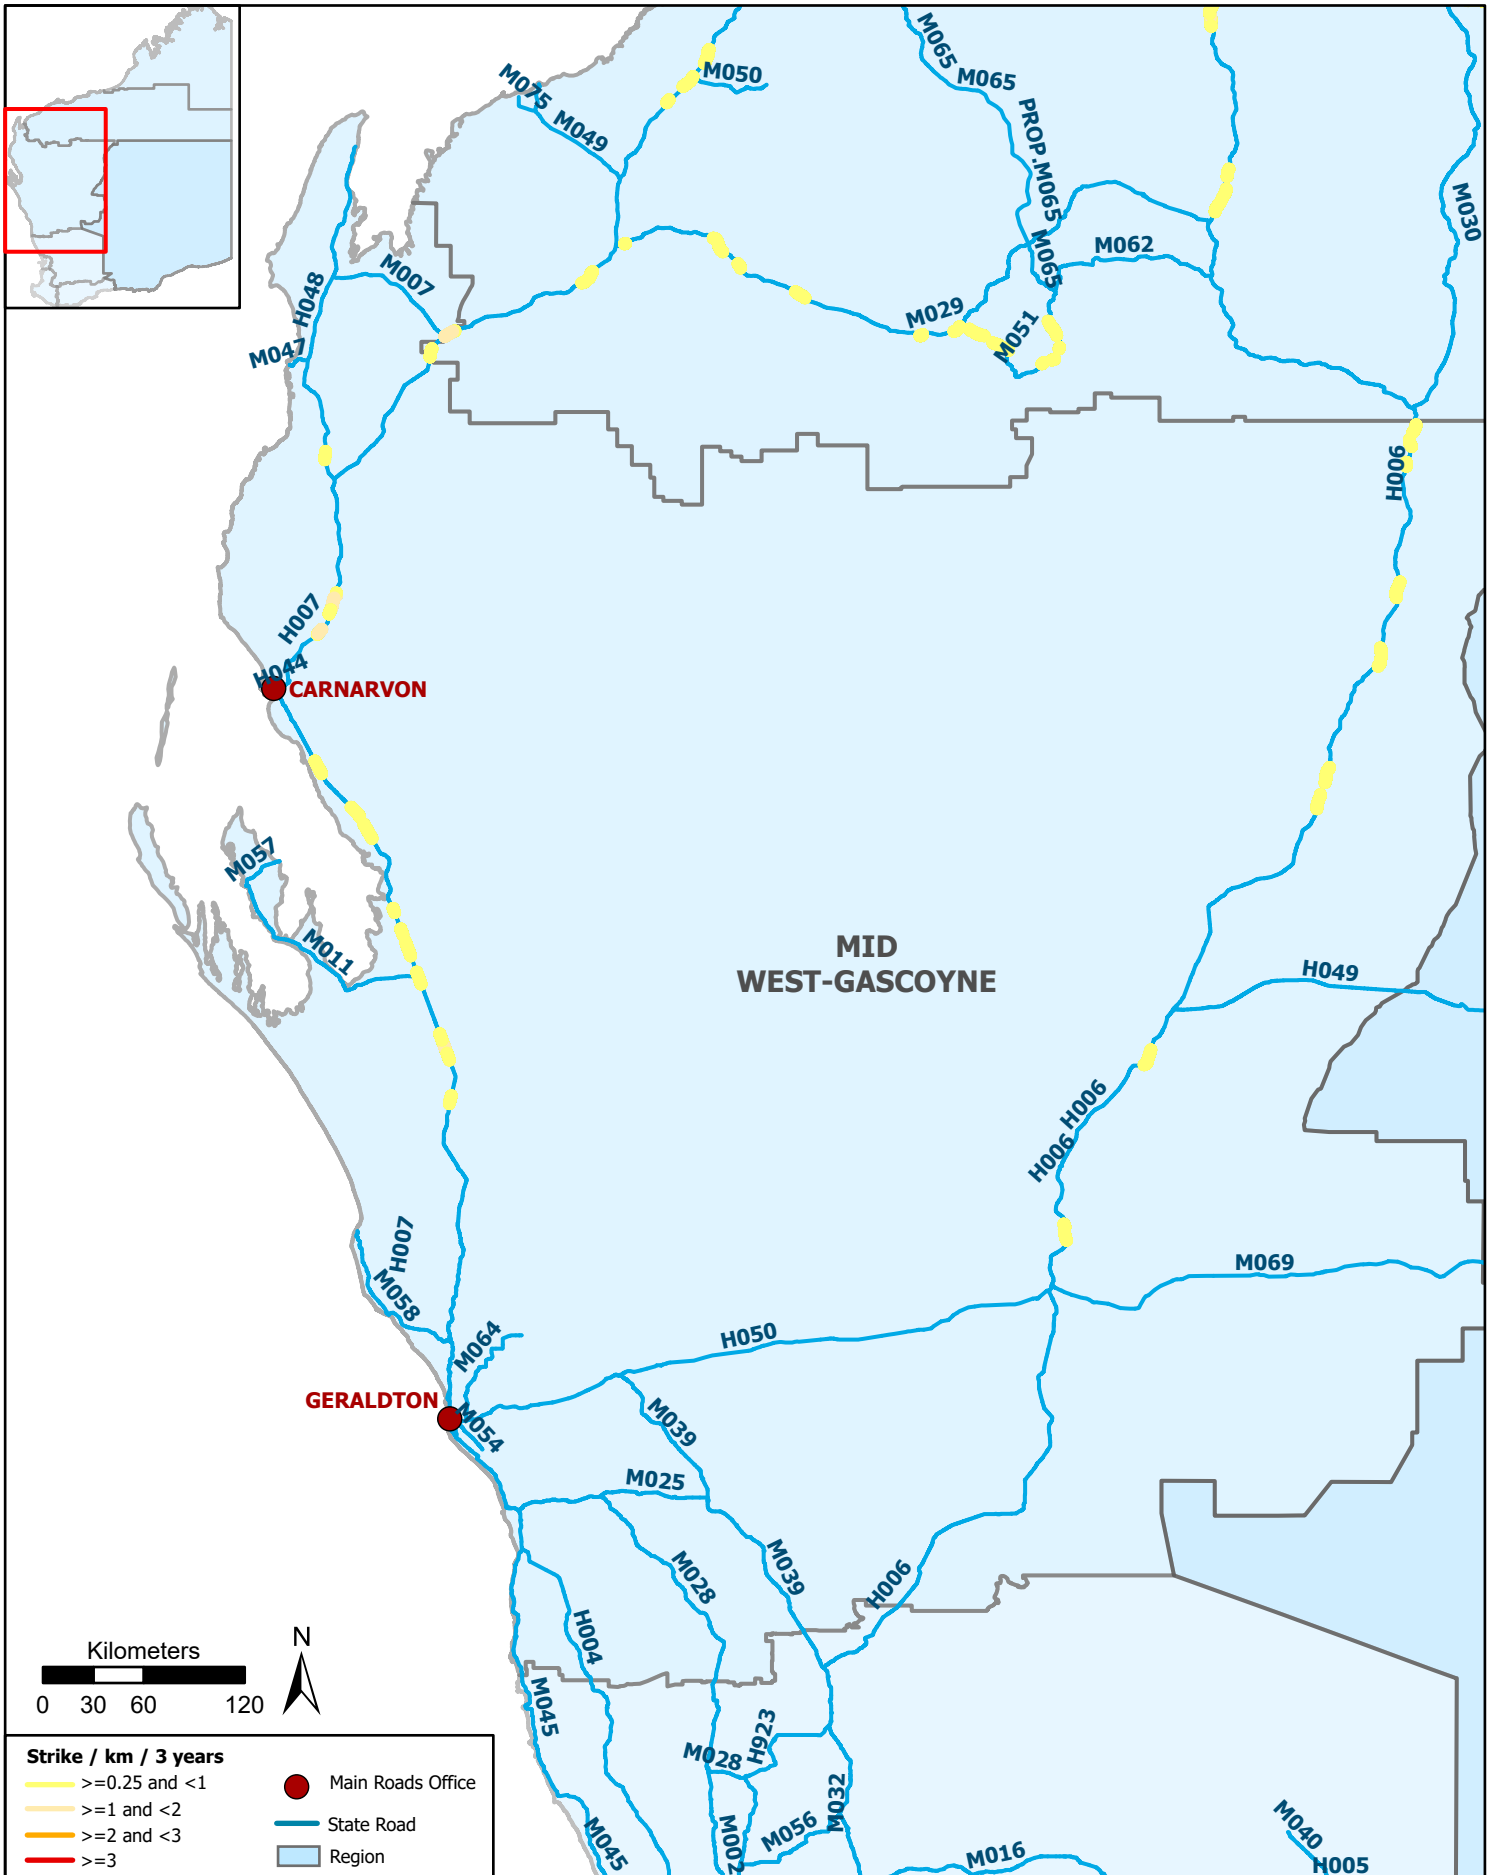 M065
M050
M065
M075
M049
PROP.M065
M030
M062
M065
M007
H048
M029
M051
M047
H006
H007
H044
CARNARVON
M057
MID
WEST-GASCOYNE
M011
H049
H006
H006
H007
M069
M058
M064
H050
GERALDTON
M054
M039
M025
M039
M028
H006
H004
Kilometers
N
0 30 60 120
M045
H923
M028
M032
M002
M056
M045
M016
M040
H005
Strike / km / 3 years
>=0.25 and <1
>=1 and <2
>=2 and <3
>=3
Main Roads Office
State Road
Region